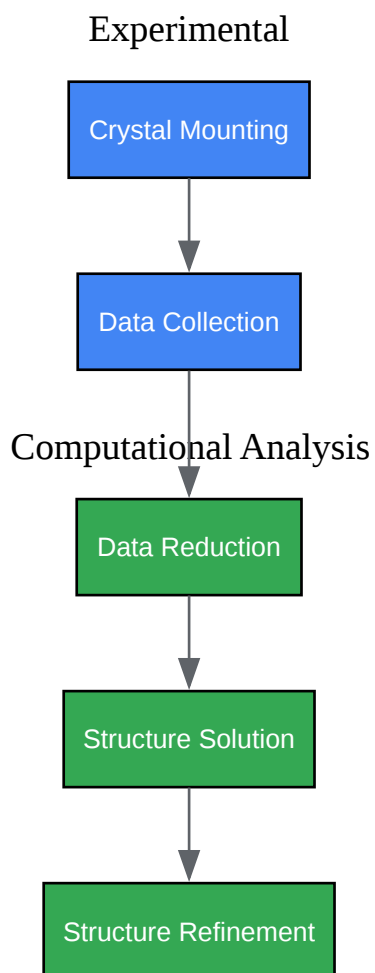 Experimental
Crystal Mounting
Data Collection
Computational Analysis
Data Reduction
Structure Solution
Structure Refinement